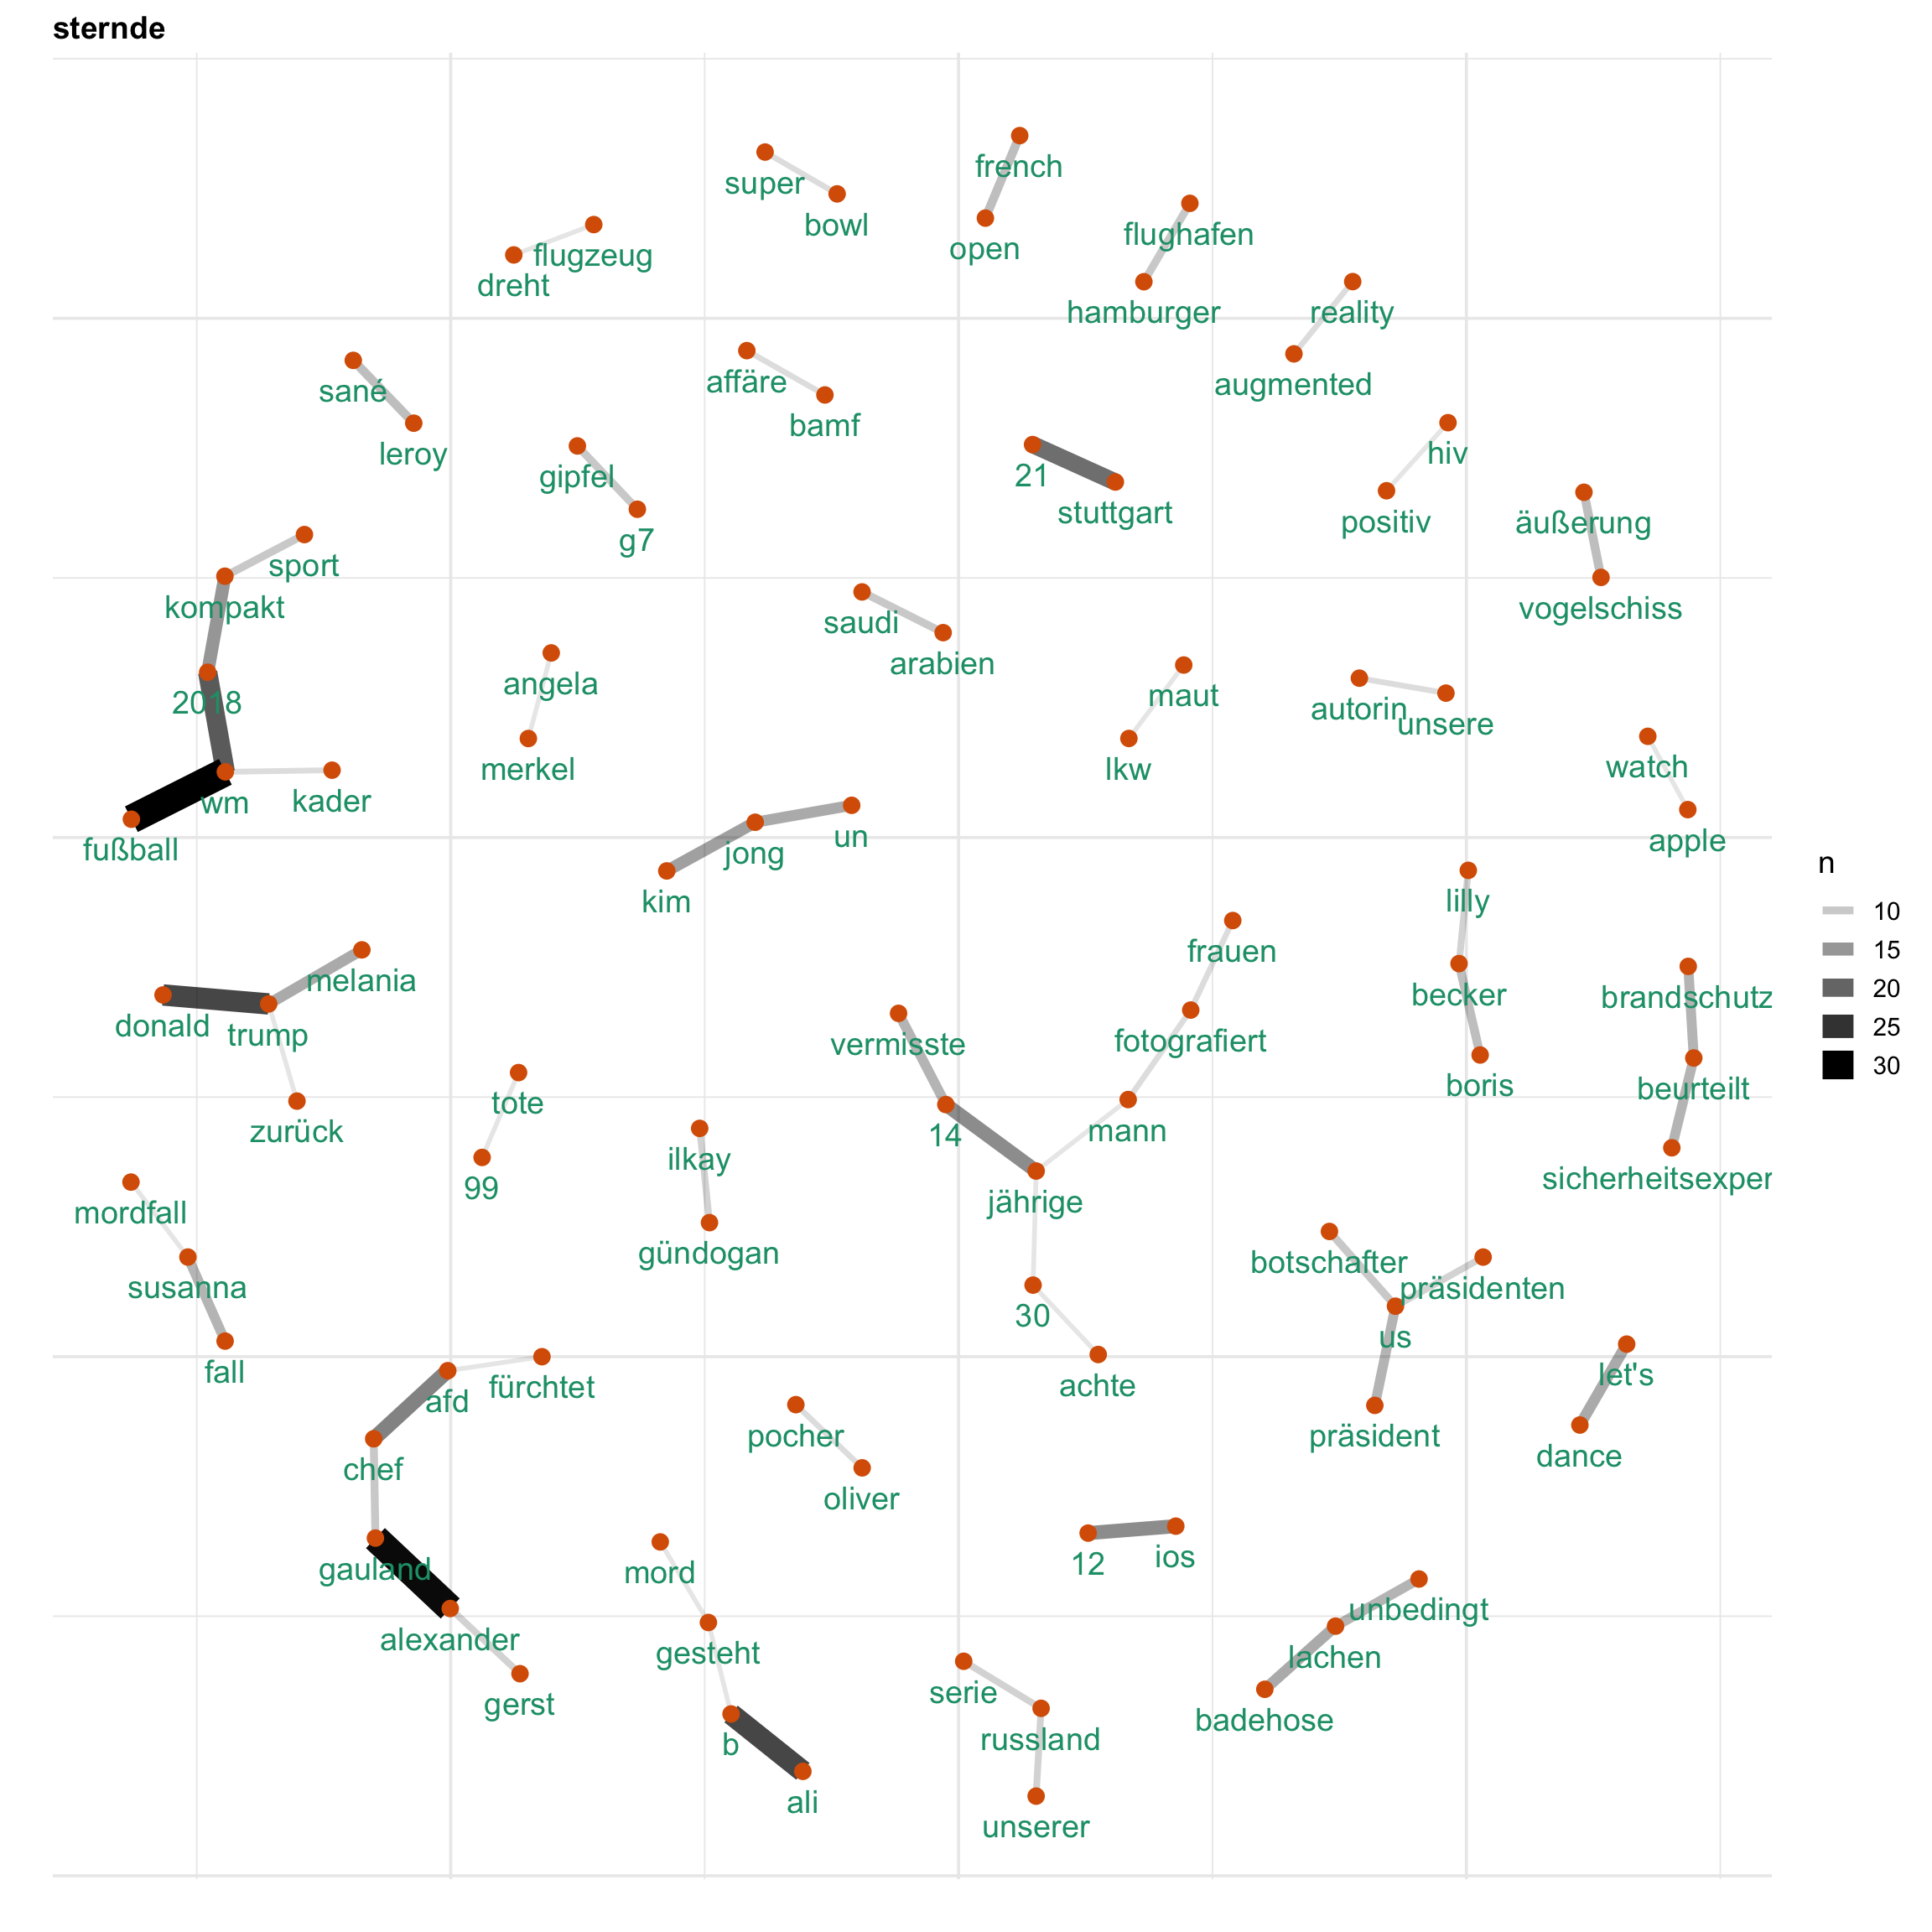 sternde
french
super
bowl
flughafen
open
flugzeug
dreht
hamburger
reality
affäre
augmented
sané
bamf
leroy
hiv
gipfel
21
stuttgart
positiv
äußerung
g7
sport
kompakt
vogelschiss
saudi
arabien
angela
maut
2018
autorin
unsere
merkel
lkw
watch
wm
kader
un
apple
fußball
jong
n
kim
lilly
10
frauen
15
melania
becker
brandschutz
20
donald
trump
vermisste
fotografiert
25
30
boris
beurteilt
tote
zurück
14
mann
ilkay
99
sicherheitsexper
mordfall
jährige
gündogan
botschafter
susanna
präsidenten
30
us
fall
let's
afd
fürchtet
achte
pocher
präsident
dance
chef
oliver
gauland
mord
12
ios
unbedingt
alexander
gesteht
lachen
serie
gerst
badehose
b
russland
ali
unserer